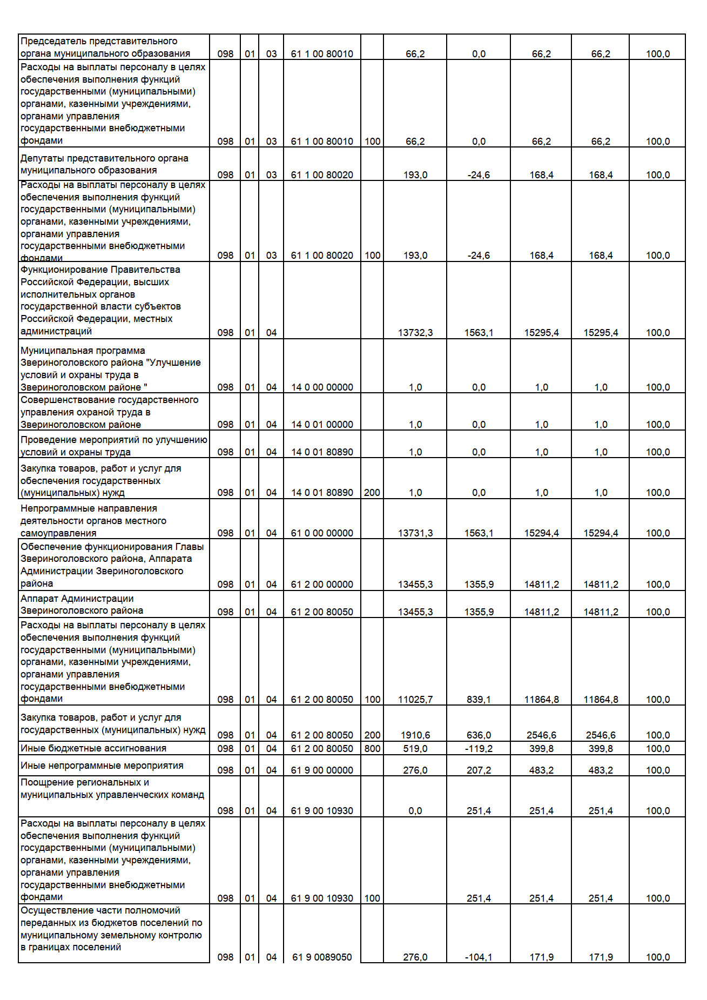 Председатель представительного
органа муниципального образования 098 01 03 61 1 00 80010 66,2 0,0 66,2 66,2 100,0
Расходы на выплаты персоналу в целях
обеспечения выполнения функций
государственными (муниципальными)
органами, казенными учреждениями,
органами управления
государственными внебюджетными
фондами 098 01 03 61 1 00 80010 100 66,2 0,0 66,2 66,2 100,0
Депутаты представительного органа
муниципального образования 098 01 03 61 1 00 80020 193,0 -24,6 168,4 168,4 100,0
Расходы на выплаты персоналу в целях
обеспечения выполнения функций
государственными (муниципальными)
органами, казенными учреждениями,
органами управления
государственными внебюджетными
фондами 098 01 03 61 1 00 80020 100 193,0 -24,6 168,4 168,4 100,0
Функционирование Правительства
Российской Федерации, высших
исполнительных органов
государственной власти субъектов
Российской Федерации, местных
администраций 098 01 04 13732,3 1563,1 15295,4 15295,4 100,0
Муниципальная программа
Звериноголовского района "Улучшение
условий и охраны труда в
Звериноголовском районе " 098 01 04 14 0 00 00000 1,0 0,0 1,0 1,0 100,0
Совершенствование государственного
управления охраной труда в
Звериноголовском районе 098 01 04 14 0 01 00000 1,0 0,0 1,0 1,0 100,0
Проведение мероприятий по улучшению
условий и охраны труда 098 01 04 14 0 01 80890 1,0 0,0 1,0 1,0 100,0
Закупка товаров, работ и услуг для
обеспечения государственных
(муниципальных) нужд 098 01 04 14 0 01 80890 200 1,0 0,0 1,0 1,0 100,0
Непрограммные направления
деятельности органов местного
самоуправления 098 01 04 61 0 00 00000 13731,3 1563,1 15294,4 15294,4 100,0
Обеспечение функционирования Главы
Звериноголовского района, Аппарата
Администрации Звериноголовского
района 098 01 04 61 2 00 00000 13455,3 1355,9 14811,2 14811,2 100,0
Аппарат Администрации
Звериноголовского района 098 01 04 61 2 00 80050 13455,3 1355,9 14811,2 14811,2 100,0
Расходы на выплаты персоналу в целях
обеспечения выполнения функций
государственными (муниципальными)
органами, казенными учреждениями,
органами управления
государственными внебюджетными
фондами 098 01 04 61 2 00 80050 100 11025,7 839,1 11864,8 11864,8 100,0
Закупка товаров, работ и услуг для
государственных (муниципальных) нужд 098 01 04 61 2 00 80050 200 1910,6 636,0 2546,6 2546,6 100,0
Иные бюджетные ассигнования 098 01 04 61 2 00 80050 800 519,0 -119,2 399,8 399,8 100,0
Иные непрограммные мероприятия 098 01 04 61 9 00 00000 276,0 207,2 483,2 483,2 100,0
Поощрение региональных и
муниципальных управленческих команд
098 01 04 61 9 00 10930 0,0 251,4 251,4 251,4 100,0
Расходы на выплаты персоналу в целях
обеспечения выполнения функций
государственными (муниципальными)
органами, казенными учреждениями,
органами управления
государственными внебюджетными
фондами 098 01 04 61 9 00 10930 100 251,4 251,4 251,4 100,0
Осуществление части полномочий
переданных из бюджетов поселений по
муниципальному земельному контролю
в границах поселений
098 01 04 61 9 0089050 276,0 -104,1 171,9 171,9 100,0